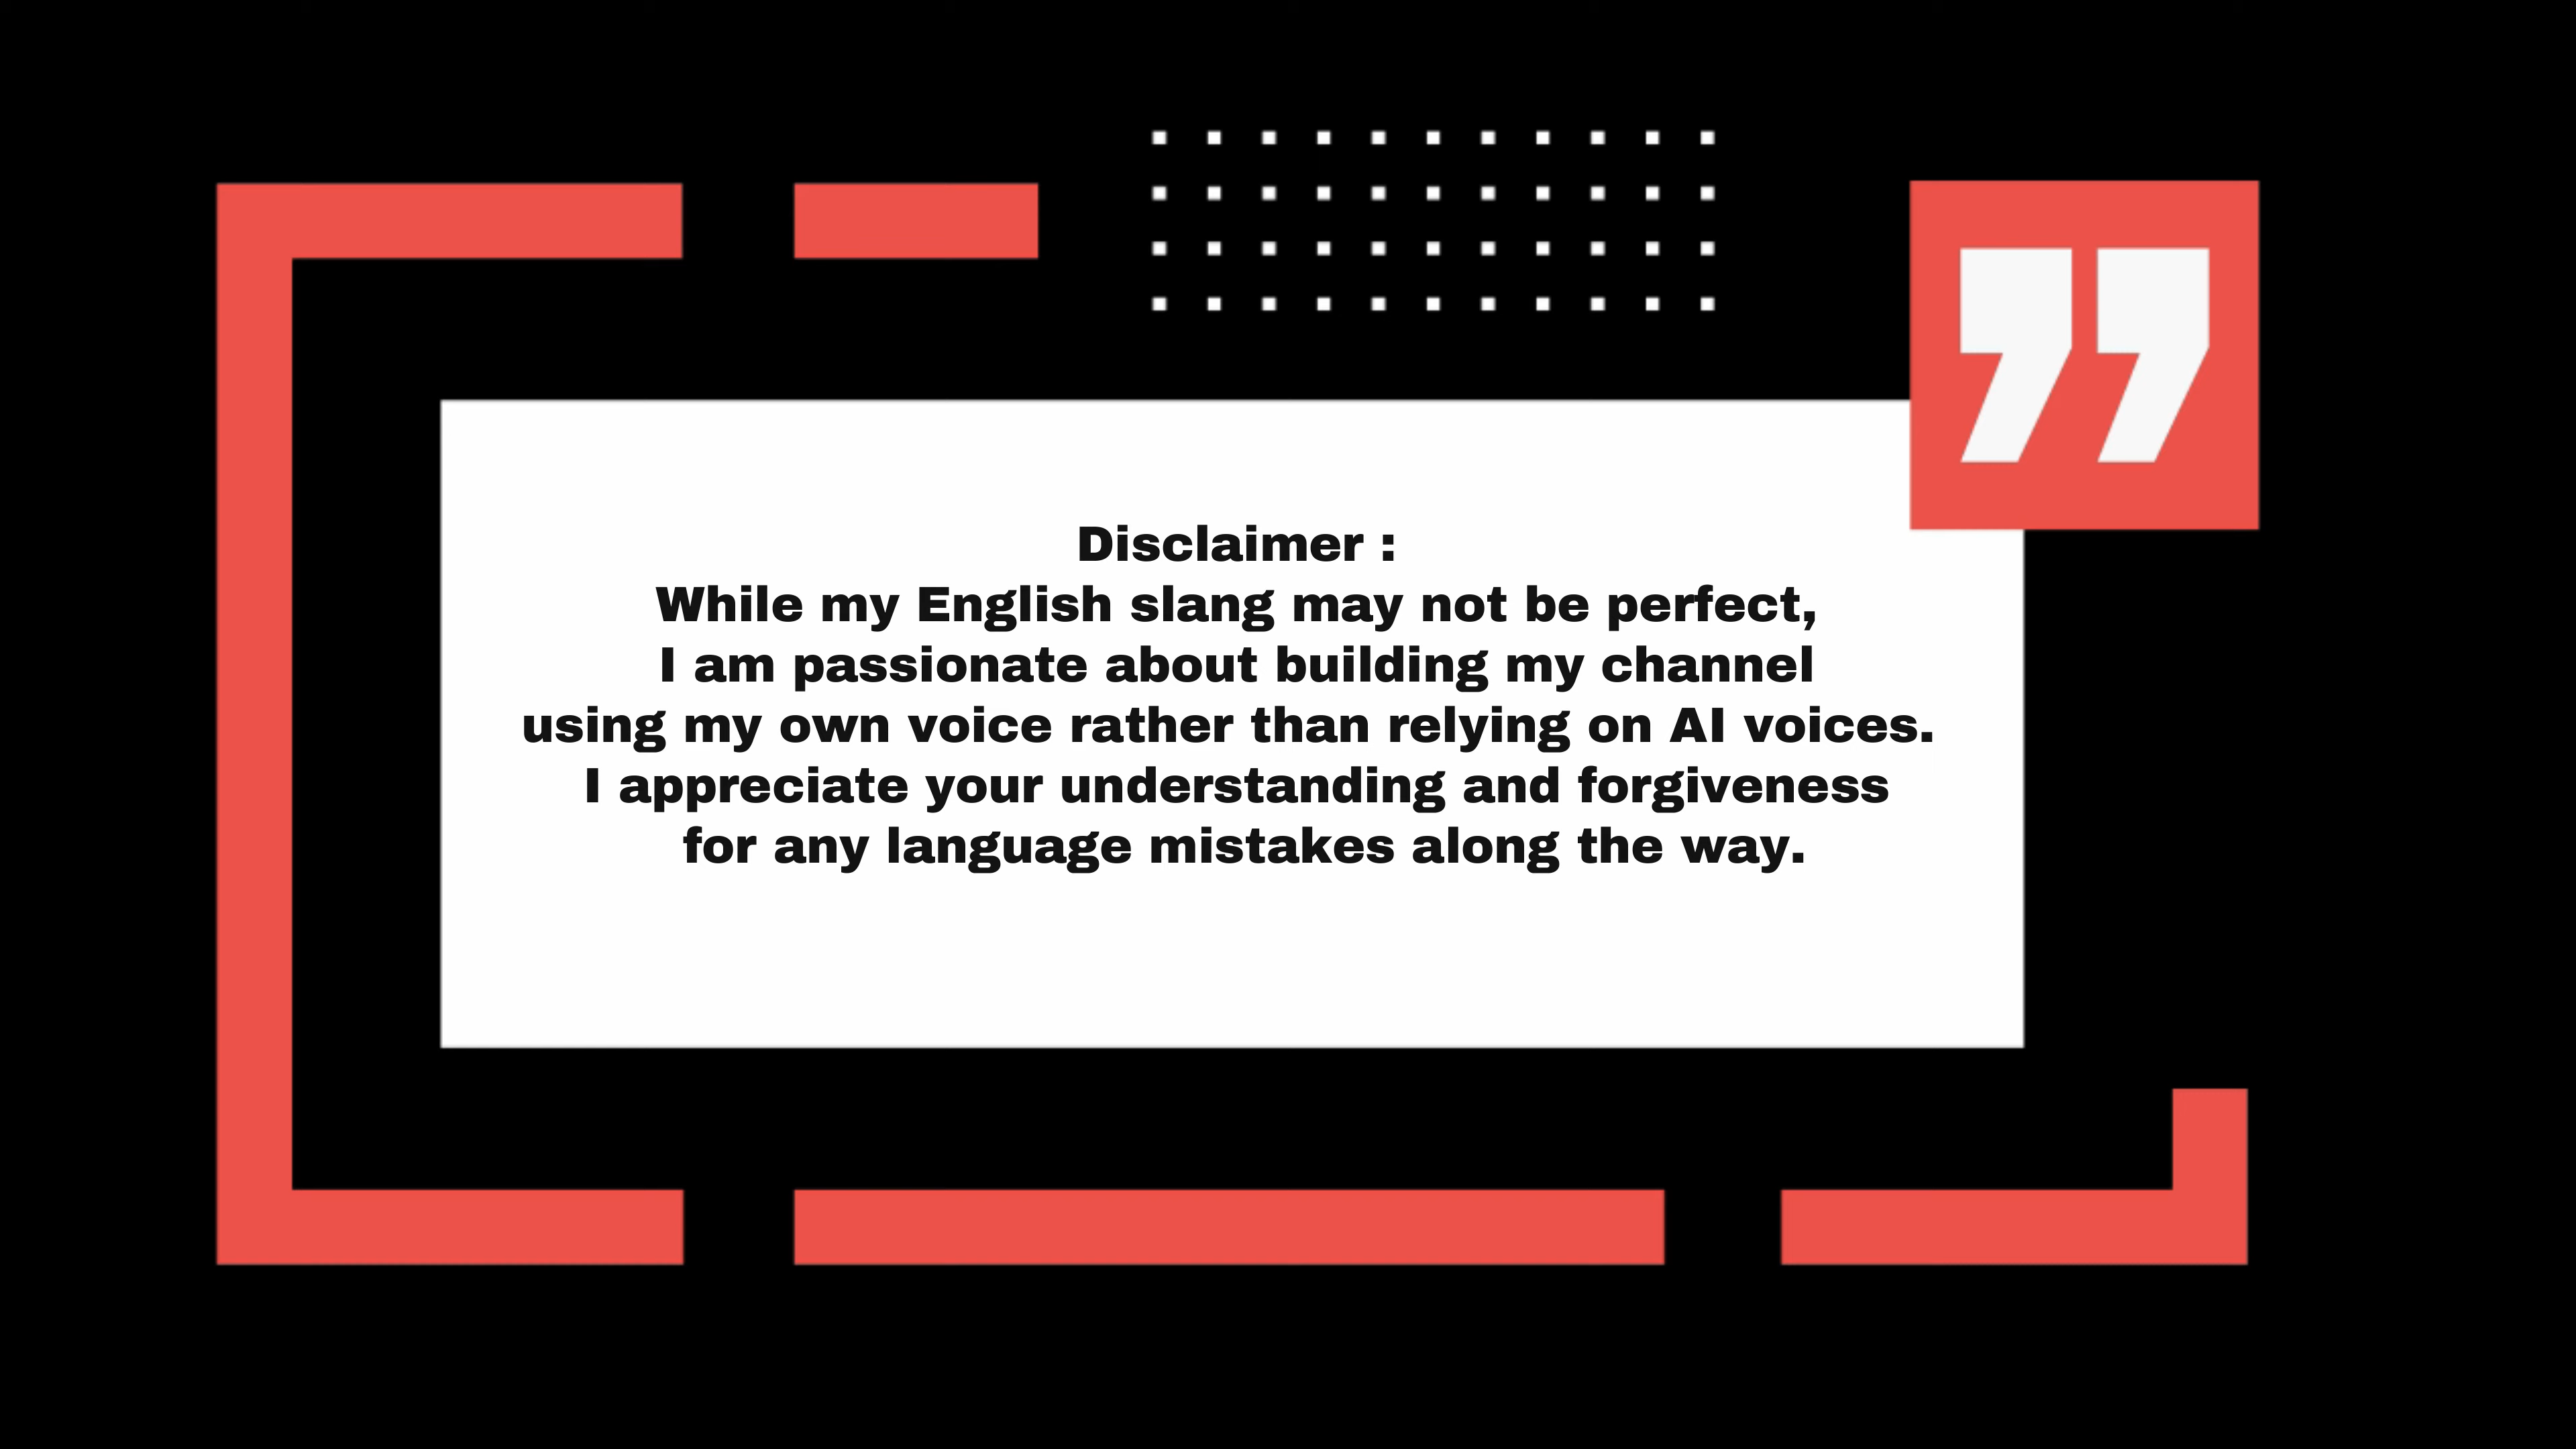 Disclaimer :
While my English slang may not be perfect,
I am passionate about building my channel
using my own voice rather than relying on AI voices.
I appreciate your understanding and forgiveness
for any language mistakes along the way.